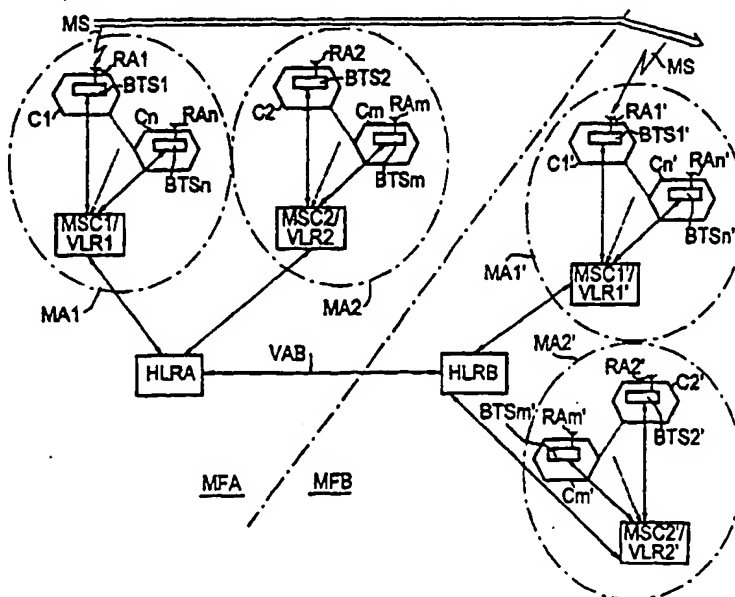 MS
RA1
BTS1
C1
Cn
RAn
BTSn
MSC1/
VLR1
MA1
RA2
BTS2
C2
Cm
RAm
BTSm
MSC2/
VLR2
MA2
MS
RA1'
BTS1'
C1'
Cn'
RAn'
BTSn'
MSC1'/
VLR1'
MA1'
HLRA
VAB
HLRB
MA2'
RA2'
C2'
BTS2'
BTSm'
RAm'
Cm'
MSC2'/
VLR2'
MFA
MFB